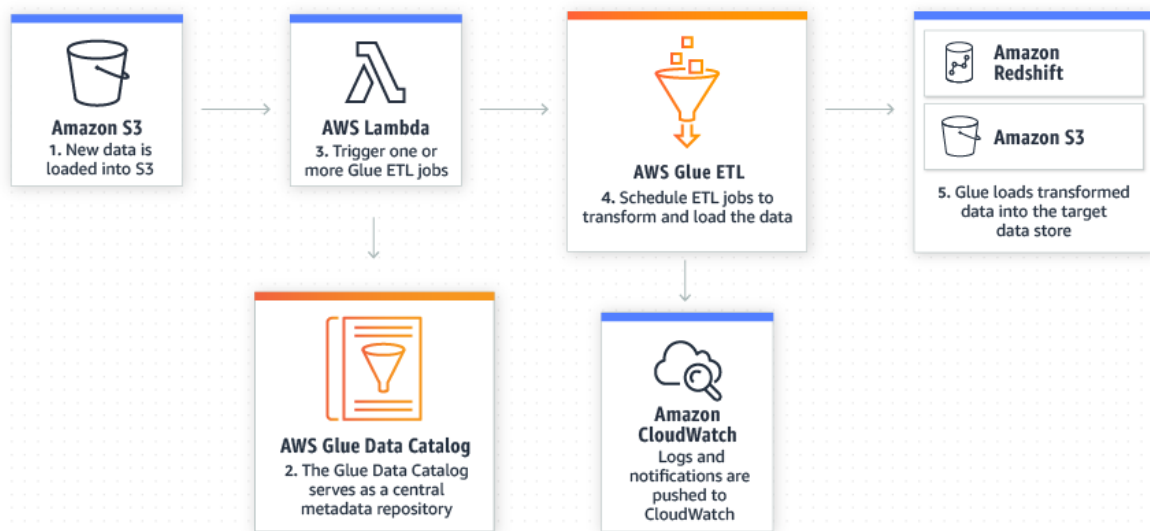 Amazon S3
1. New data is
loaded into S3
AWS Lambda
3. Trigger one or
more Glue ETL jobs
AWS Glue ETL
4. Schedule ETL jobs to
transform and load the data
Amazon
Redshift
Amazon S3
5. Glue loads transformed
data into the target
data store
AWS Glue Data Catalog
2. The Glue Data Catalog
serves as a central
metadata repository
Amazon
CloudWatch
Logs and
notifications are
pushed to
CloudWatch